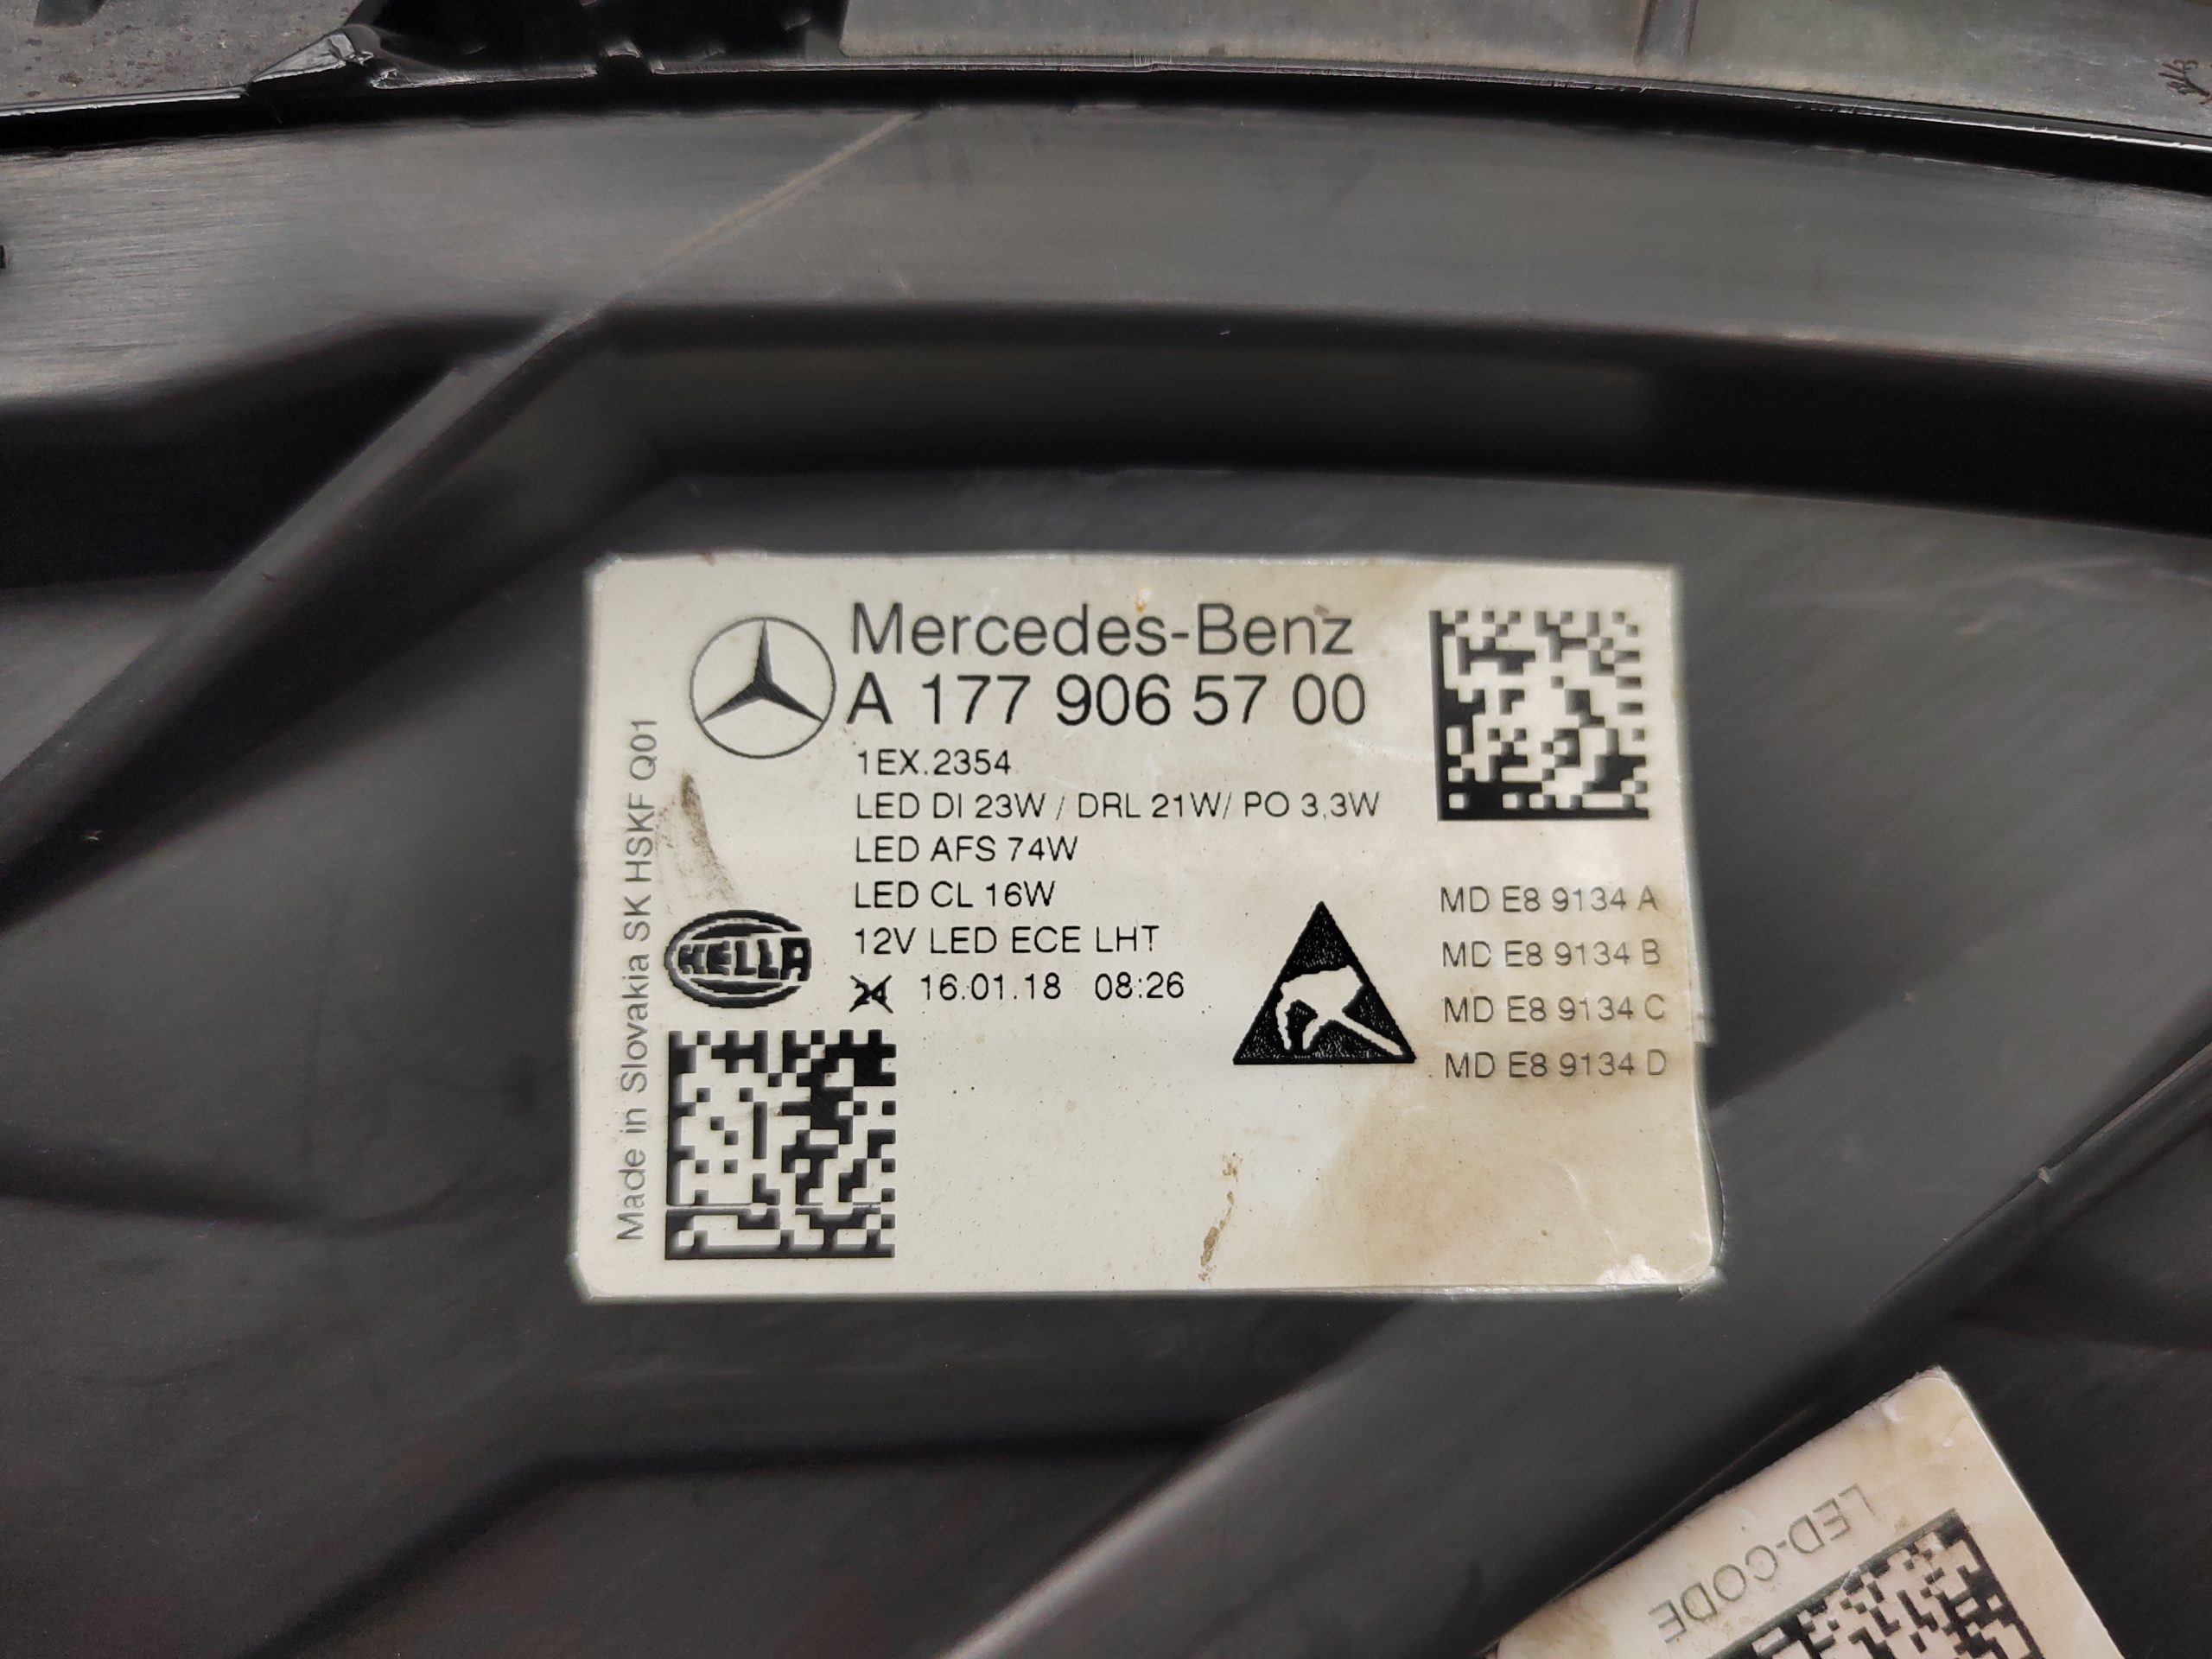 Mercedes-Benz
A 177 906 57 00
1EX.2354
LED DI 23W / DRL 21W/ PO 3,3W
LED AFS 74W
LED CL 16W
12V LED ECE LHT
24 16.01.18 08:26
HELLA
Made in Slovakia SK HSKF Q01
MD E8 9134 A
MD E8 9134 B
MD E8 9134 C
MD E8 9134 D
LED-CODE